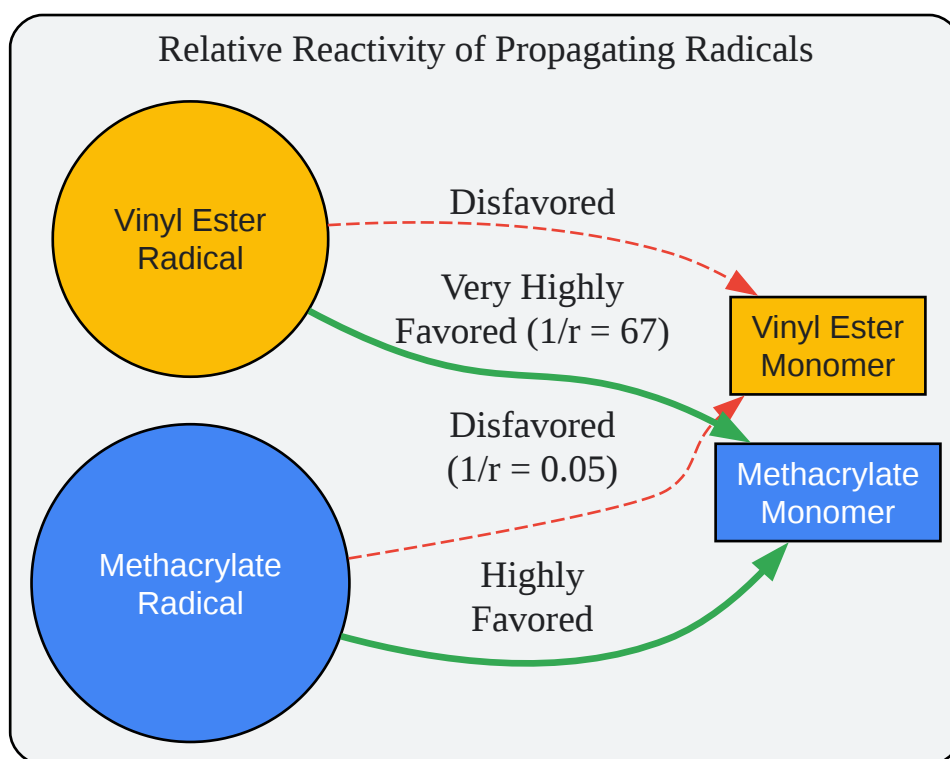 Relative Reactivity of Propagating Radicals
Vinyl Ester
Radical
Disfavored
Very Highly
Favored (1/r = 67)
Vinyl Ester
Monomer
Disfavored
(1/r = 0.05)
Methacrylate
Monomer
Methacrylate
Radical
Highly
Favored